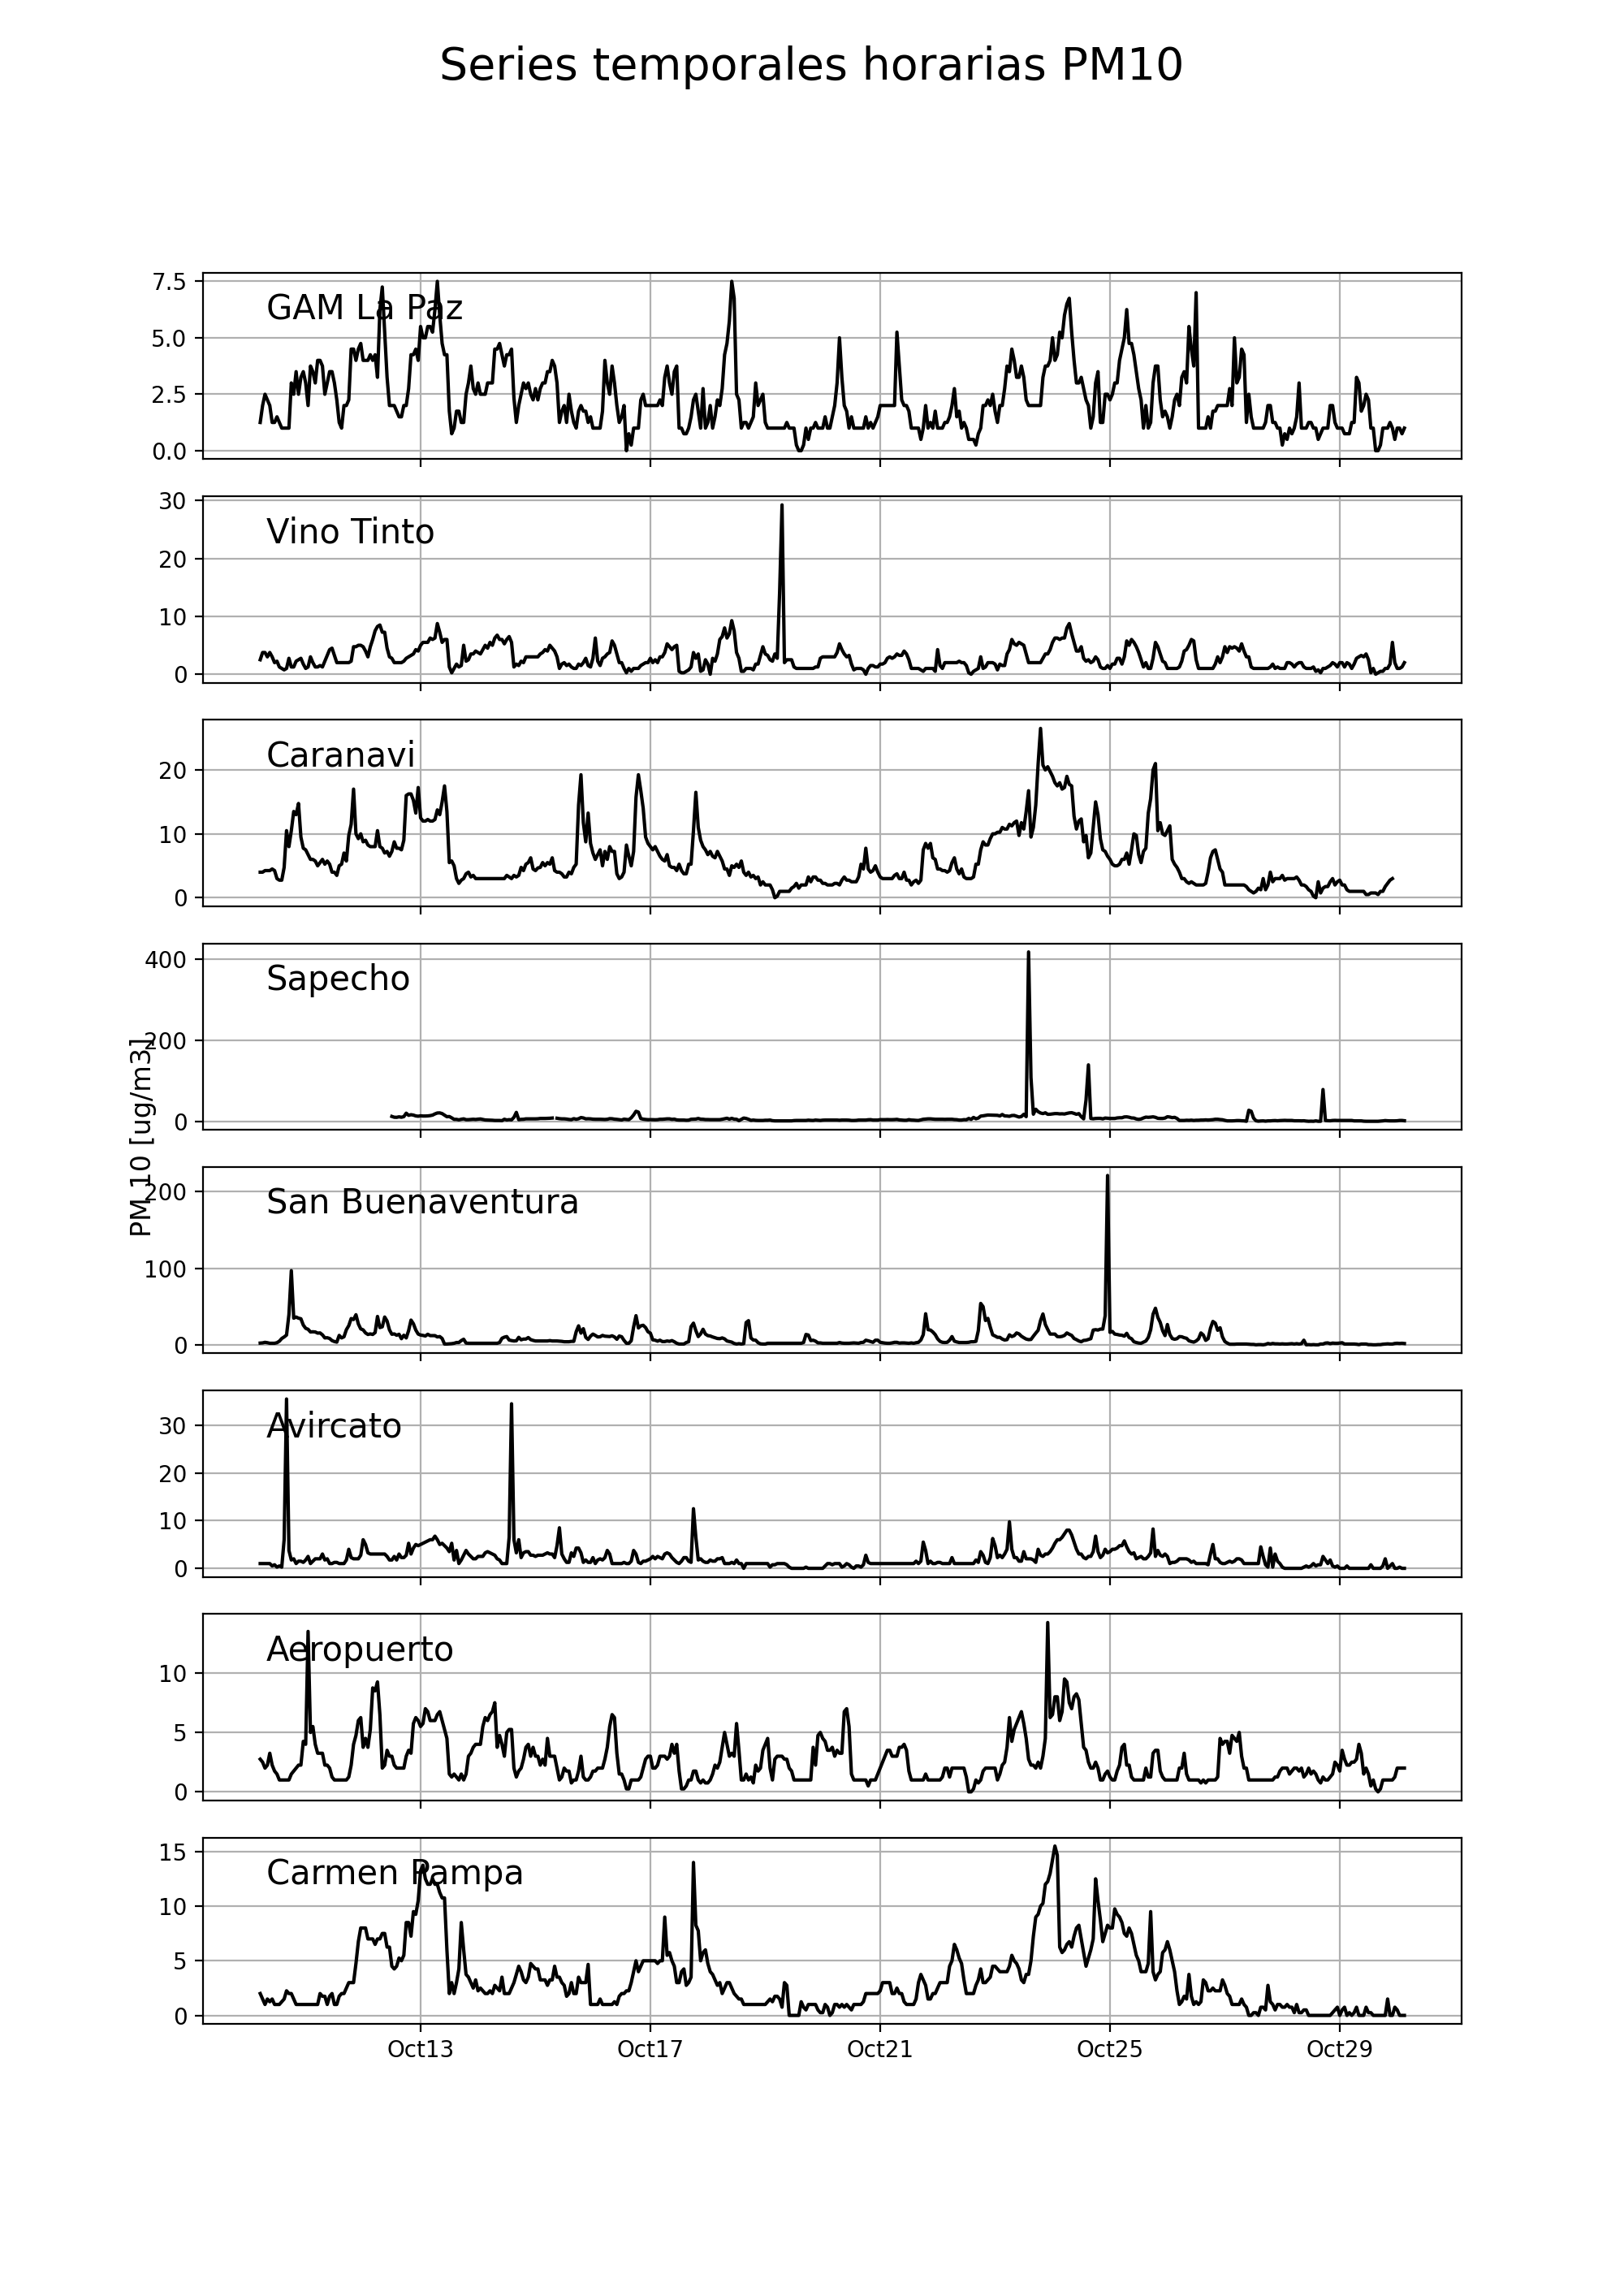 Series temporales horarias PM10
7.5
5.0
2.5
0.0
GAM La Paz
30
20
10
0
Vino Tinto
20
10
0
Caranavi
400
200
0
Sapecho
PM 10 [ug/m3]
200
100
0
San Buenaventura
30
20
10
0
Avircato
10
5
0
Aeropuerto
15
10
5
0
Carmen Pampa
Oct13 Oct17 Oct21 Oct25 Oct29